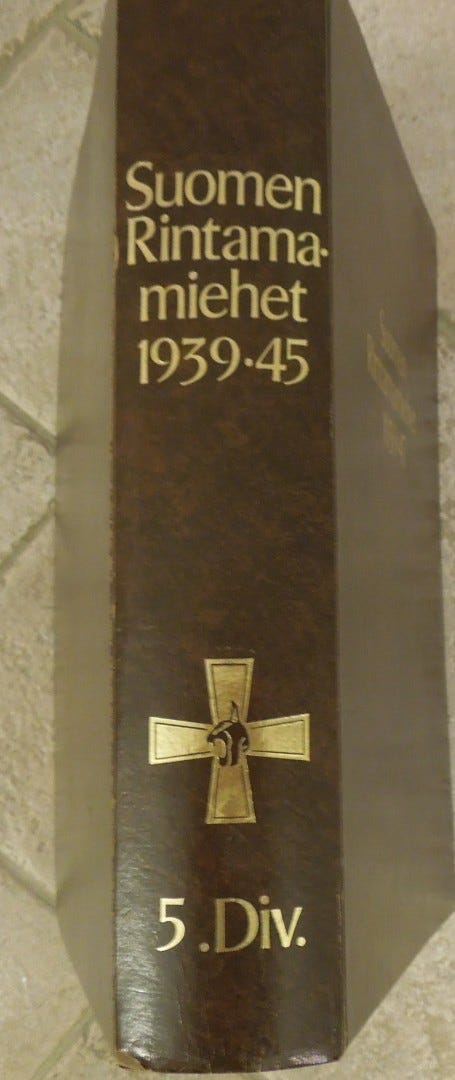 Suomen
Rintama-
miehet
1939-45
5.Div.